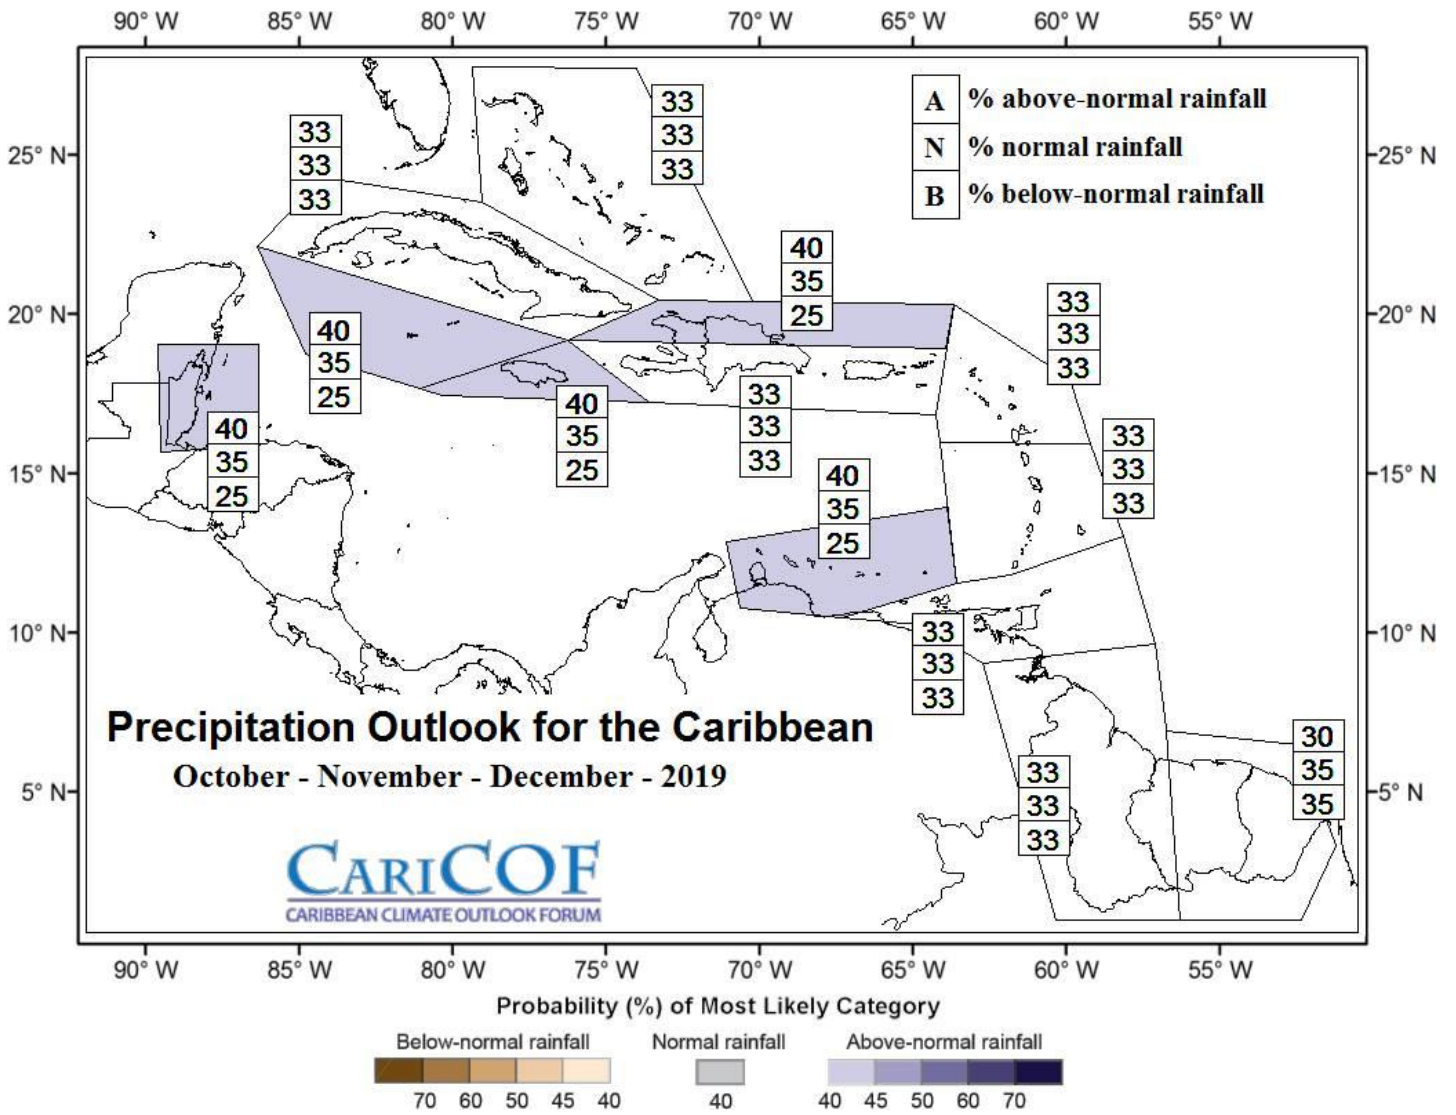 90° W 85° W 80° W 75° W 70° W 65° W 60° W 55° W
A % above-normal rainfall
N % normal rainfall
B % below-normal rainfall
25° N 25° N
20° N 20° N
15° N 15° N
10° N 10° N
5° N 5° N
33
33
33
33
33
33
40
35
25
33
33
33
40
35
25
40
35
25
33
33
33
40
35
25
33
33
33
40
35
25
33
33
33
30
35
35
33
33
33
Precipitation Outlook for the Caribbean
October - November - December - 2019
CARICOF
CARIBBEAN CLIMATE OUTLOOK FORUM
90° W 85° W 80° W 75° W 70° W 65° W 60° W 55° W
Probability (%) of Most Likely Category
Below-normal rainfall Normal rainfall Above-normal rainfall
70 60 50 45 40 40 40 45 50 60 70